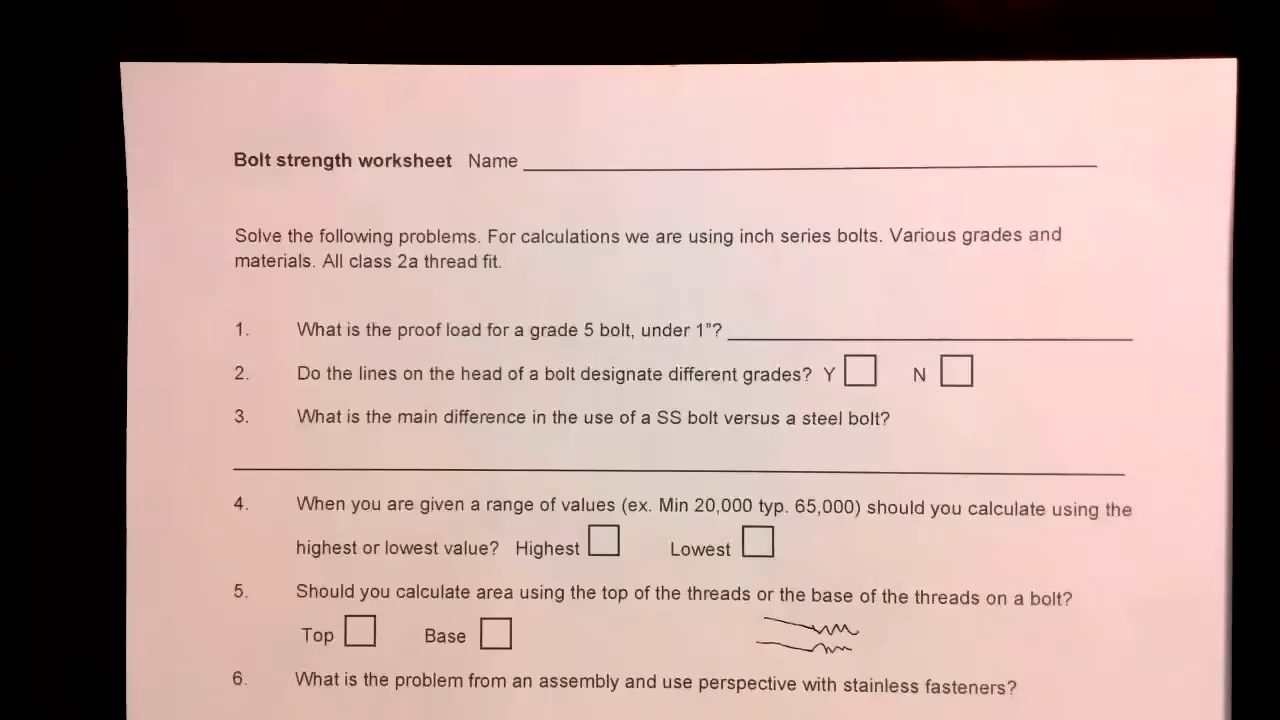 Bolt strength worksheet Name
Solve the following problems. For calculations we are using inch series bolts. Various grades and
materials. All class 2a thread fit.
1. What is the proof load for a grade 5 bolt, under 1”?
2. Do the lines on the head of a bolt designate different grades? Y N
3. What is the main difference in the use of a SS bolt versus a steel bolt?
4. When you are given a range of values (ex. Min 20,000 typ. 65,000) should you calculate using the
highest or lowest value? Highest Lowest
5. Should you calculate area using the top of the threads or the base of the threads on a bolt?
Top Base
6. What is the problem from an assembly and use perspective with stainless fasteners?